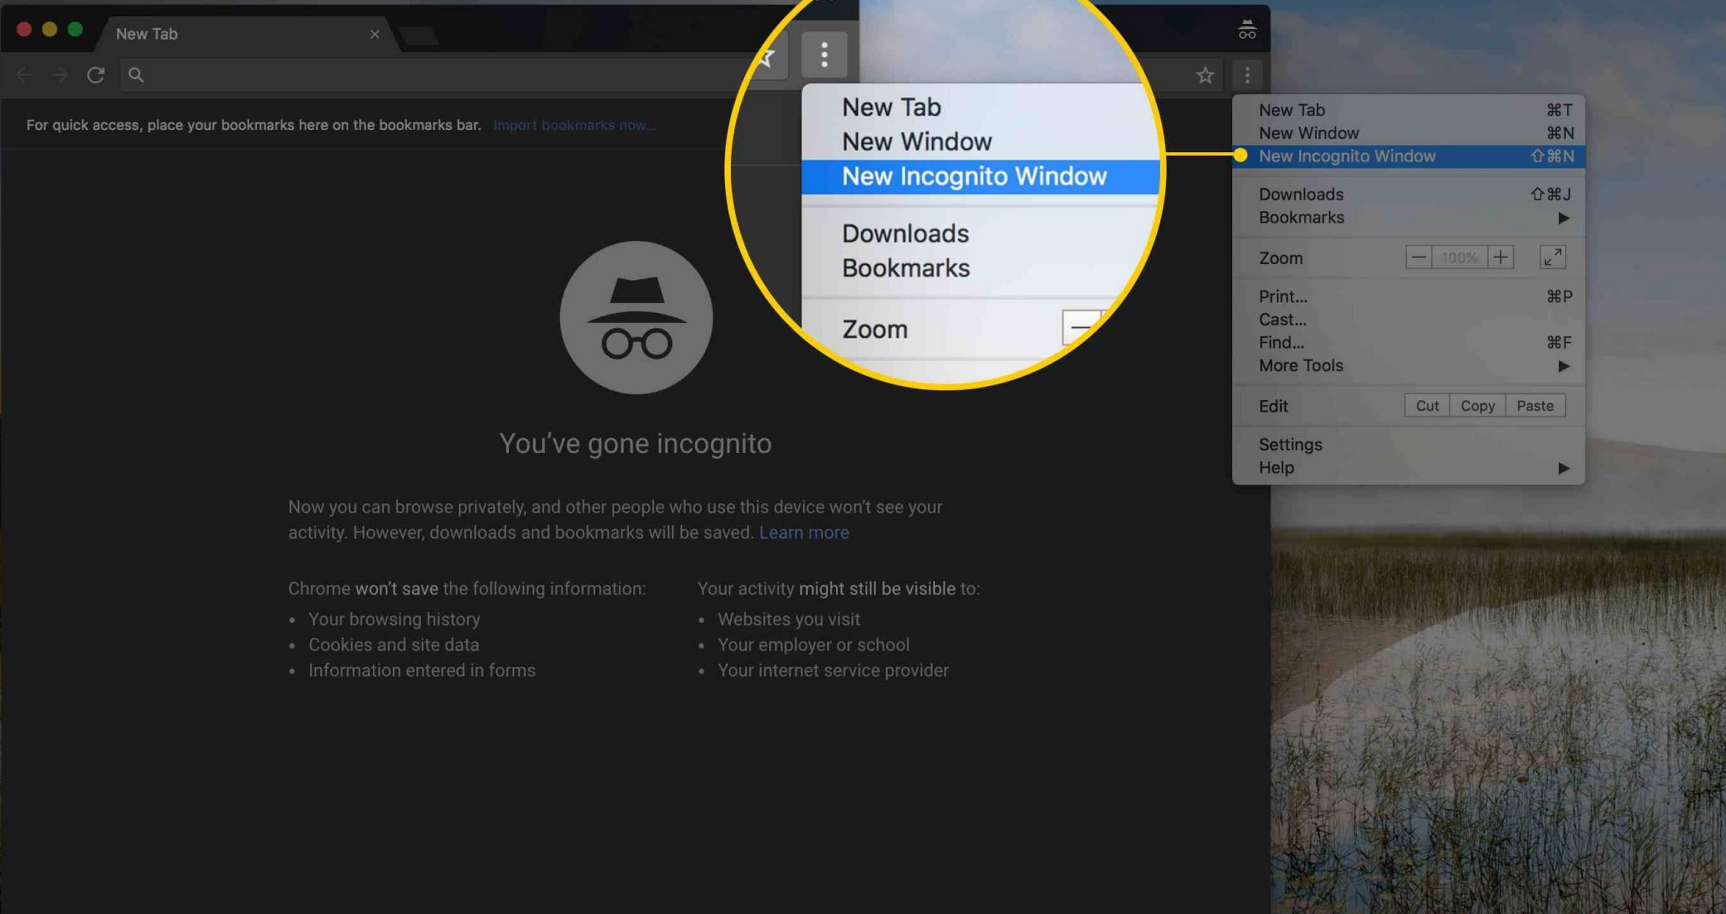 New Tab
For quick access, place your bookmarks here on the bookmarks bar. Import bookmarks now...
New Tab
New Window
New Incognito Window
Downloads
Bookmarks
Zoom
New Tab ⌘T
New Window ⌘N
New Incognito Window ⇧⌘N
Downloads ⇧⌘J
Bookmarks
Zoom 100%
Print... ⌘P
Cast...
Find... ⌘F
More Tools
Edit Cut Copy Paste
Settings
Help
You've gone incognito
Now you can browse privately, and other people who use this device won't see your
activity. However, downloads and bookmarks will be saved. Learn more
Chrome won't save the following information:
• Your browsing history
• Cookies and site data
• Information entered in forms
Your activity might still be visible to:
• Websites you visit
• Your employer or school
• Your internet service provider